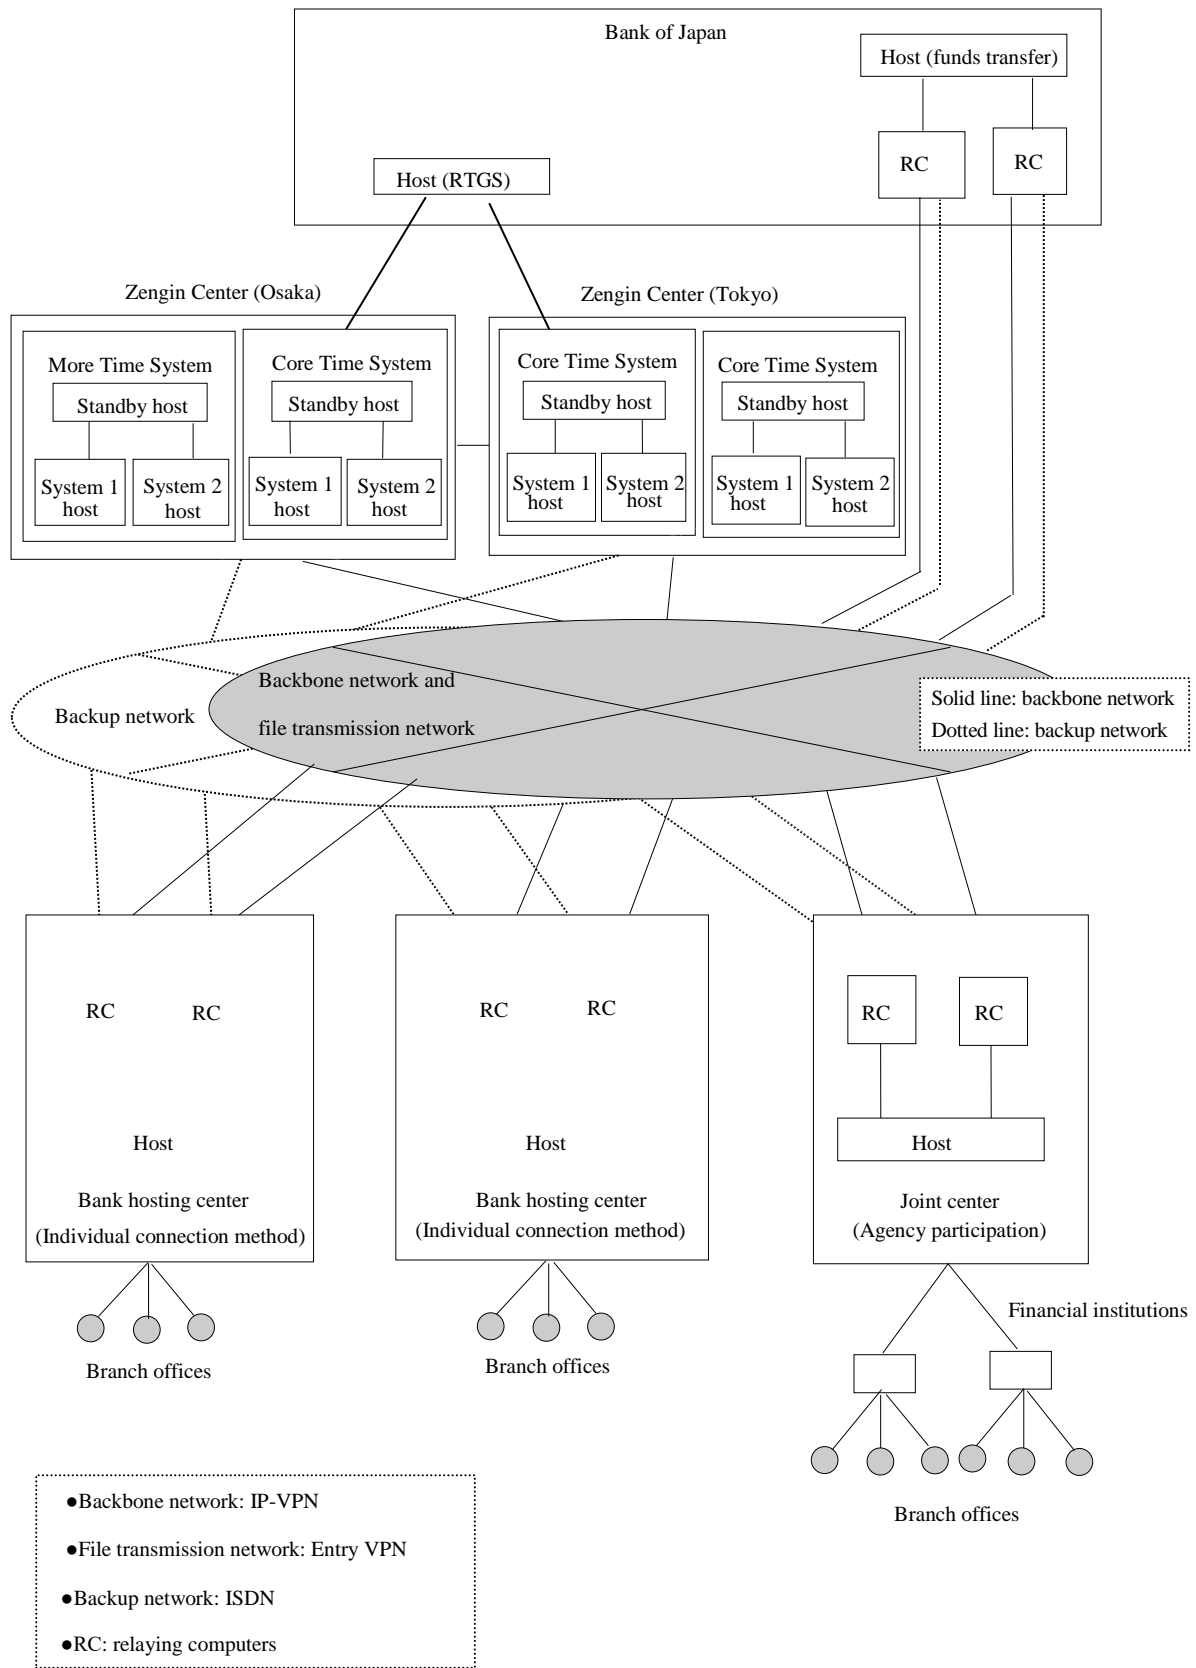 Bank of Japan
Host (funds transfer)
RC
RC
Host (RTGS)
Zengin Center (Osaka)
Zengin Center (Tokyo)
More Time System
Standby host
System 1
host
System 2
host
Core Time System
Standby host
System 1
host
System 2
host
Core Time System
Standby host
System 1
host
System 2
host
Core Time System
Standby host
System 1
host
System 2
host
Backup network
Backbone network and
file transmission network
Solid line: backbone network
Dotted line: backup network
RC
RC
Host
Bank hosting center
(Individual connection method)
Branch offices
RC
RC
Host
Bank hosting center
(Individual connection method)
Branch offices
RC
RC
Host
Joint center
(Agency participation)
Financial institutions
Branch offices
●Backbone network: IP-VPN
●File transmission network: Entry VPN
●Backup network: ISDN
●RC: relaying computers